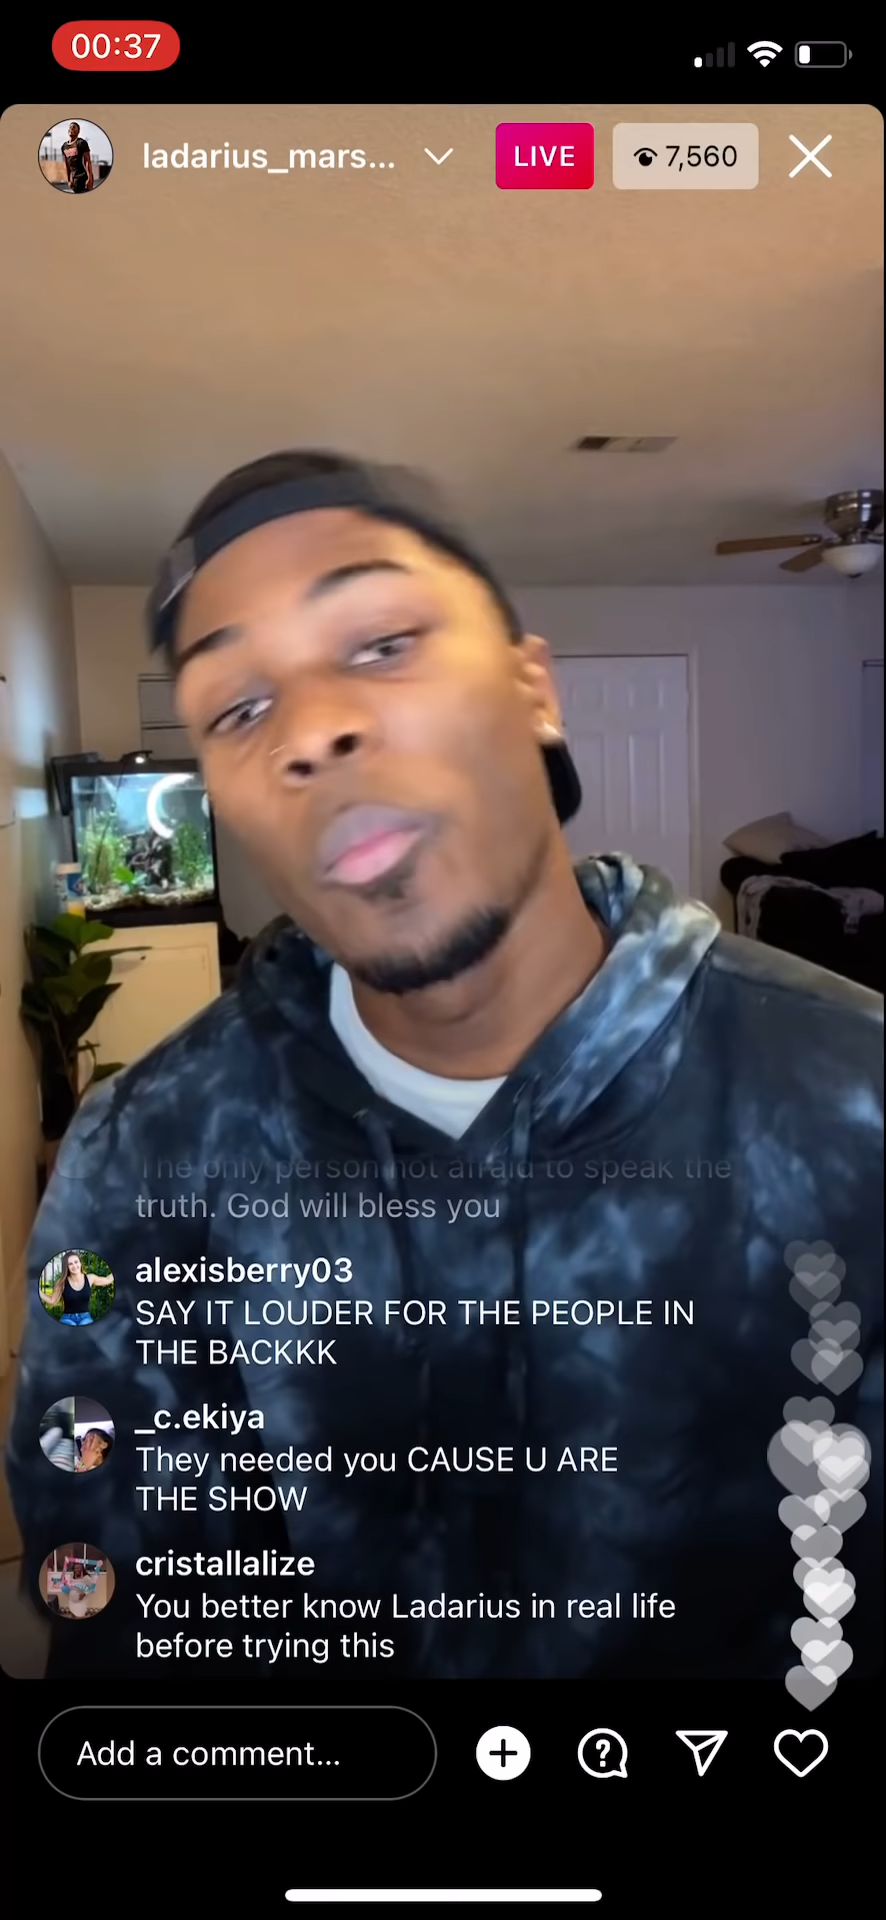 00:37
ladarius_mars...
LIVE
7,560
The only person not afraid to speak the
truth. God will bless you
alexisberry03
SAY IT LOUDER FOR THE PEOPLE IN
THE BACKKK
_c.ekiya
They needed you CAUSE U ARE
THE SHOW
cristallalize
You better know Ladarius in real life
before trying this
Add a comment...